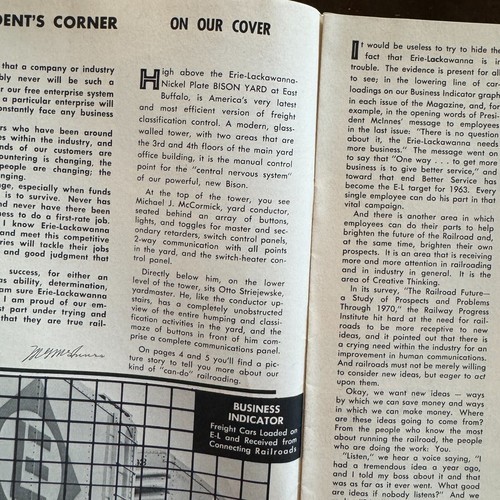 DENT'S CORNER
that a company or industry
bly never will be such a
r our free enterprise system
a particular enterprise will
onstantly face any business
rs who have been around
es within the industry, and
nds of our customers are
ountering is changing, the
people are changing; the
nging.
age, especially when funds
is to survive. Never has
nd never have there been
ness to do a first-rate job.
I know Erie-Lackawanna
and meet this competitive
ries will tackle their jobs
and good judgment that
success, for either an
as ability, determination,
am sure Erie-Lackawanna
I am proud of our em-
st part under trying and
that they are true rail-
ON OUR COVER
High above the Erie-Lackawanna-
Nickel Plate BISON YARD at East
Buffalo, is America's very latest
and most efficient version of freight
classification control. A modern, glass-
walled tower, with two areas that are
the 3rd and 4th floors of the main yard
office building, it is the manual control
point for the "central nervous system"
of our powerful, new Bison.
At the top of the tower, you see
Michael J. McCormick, yard conductor,
seated behind an array of buttons,
lights, and toggles for master and sec-
ondary retarders, switch control panels,
2-way communication with all points
in the yard, and the switch-heater con-
trol panel.
Directly below him, on the lower
level of the tower, sits Otto Striejewske,
yardmaster. He, like the conductor up-
stairs, has a completely unobstructed
view of the entire humping and classi-
fication activities in the yard, and the
maze of buttons in front of him com-
prise a complete communications panel.
On pages 4 and 5 you'll find a pic-
ture story to tell you more about our
kind of "can-do" railroading.
BUSINESS
INDICATOR
Freight Cars Loaded on
E-L and Received from
Connecting Railroads
It would be useless to try to hide the
fact that Erie-Lackawanna is in
trouble. The evidence is present for all
to see; in the lowering line of car-
loadings on our Business Indicator graph
in each issue of the Magazine, and, for
example, in the opening words of Presi-
dent McInnes' message to employees
in the last issue: "There is no question
about it, the Erie-Lackawanna needs
more business." The message went on
to say that "One way . . . to get more
business is to give better service," and
toward that end Better Service has
become the E-L target for 1963. Every
single employee can do his part in that
vital campaign.
And there is another area in which
employees can do their parts to help
brighten the future of the Railroad and,
at the same time, brighten their own
prospects. It is an area that is receiving
more and more attention in railroading
and in industry in general. It is the
area of Creative Thinking.
In its survey, "The Railroad Future—
a Study of Prospects and Problems
Through 1970," the Railway Progress
Institute hit hard at the need for rail-
roads to be more receptive to new
ideas, and it pointed out that there is
a crying need within the industry for an
improvement in human communications.
And railroads must not be merely willing
to consider new ideas, but eager to act
upon them.
Okay, we want new ideas — ways
by which we can save money and ways
in which we can make money. Where
are these ideas going to come from?
From the people who know the most
about running the railroad, the people
who are doing the work: You.
"Listen," we hear a voice saying, "I
had a tremendous idea a year ago,
and I told my boss about it and that
was as far as it ever went. What good
are ideas if nobody listens?" And we